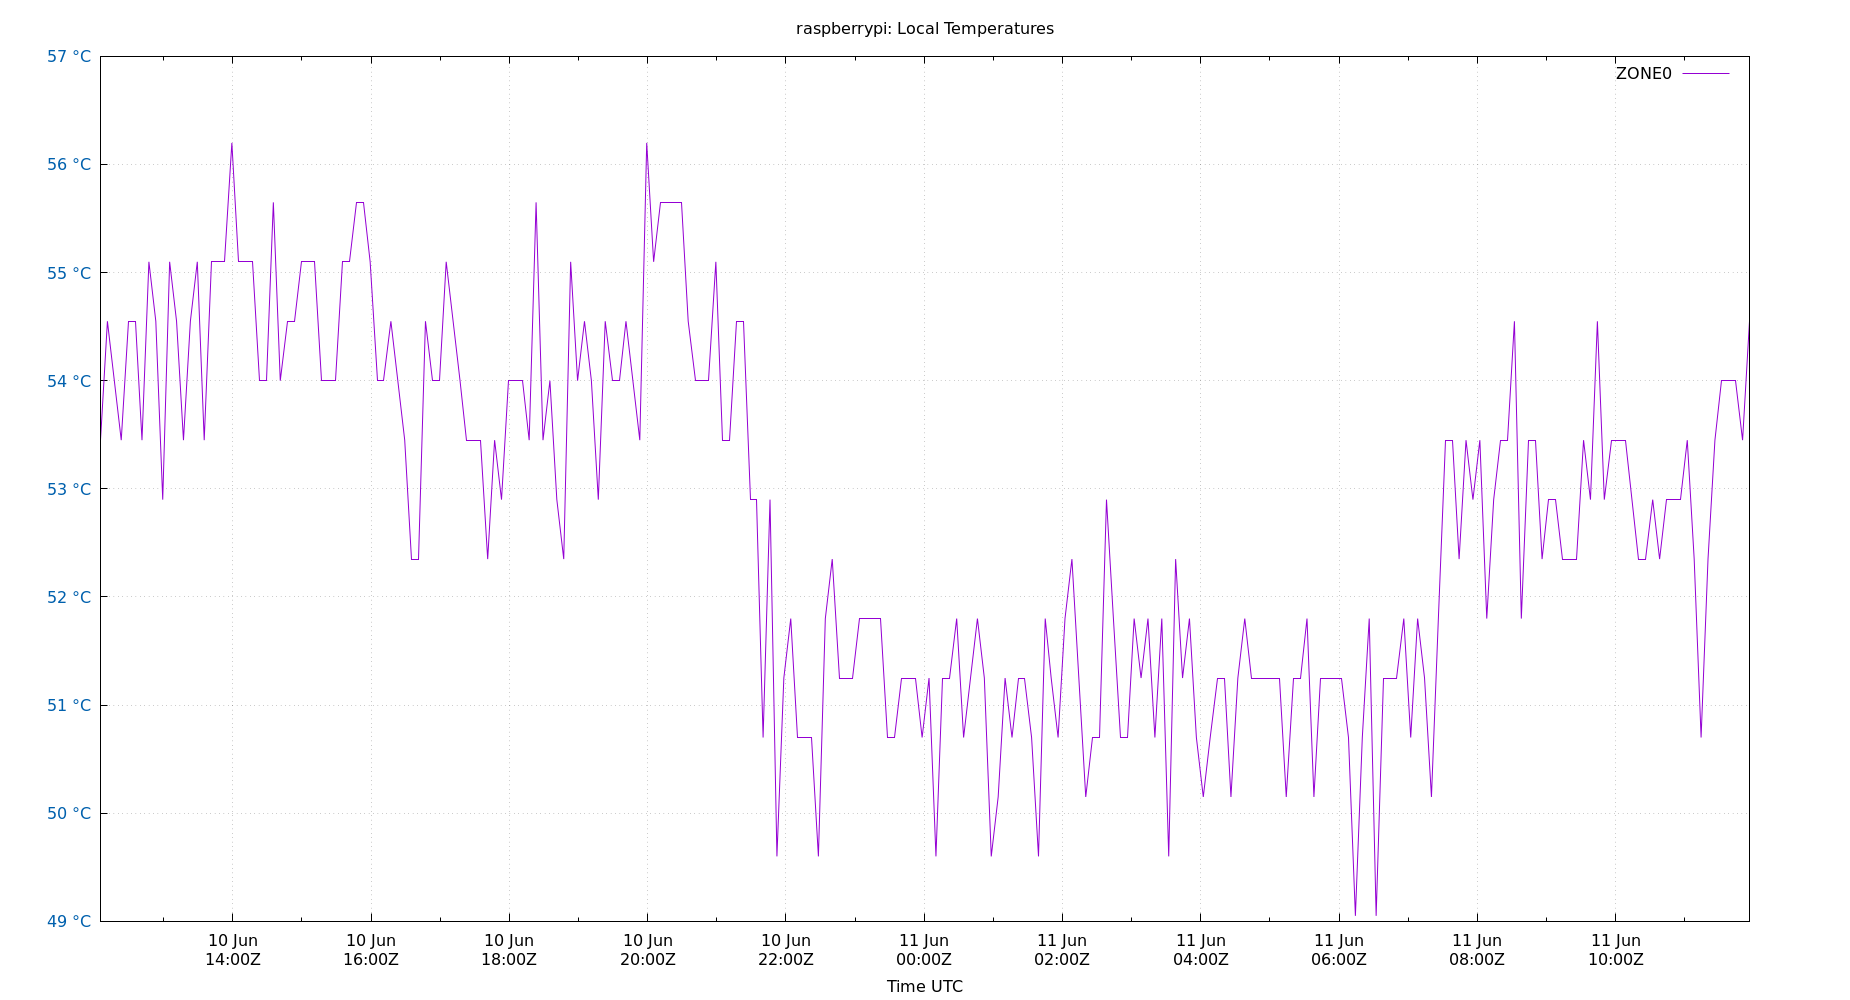 raspberrypi: Local Temperatures
57 °C
ZONE0
56 °C
55 °C
54 °C
53 °C
52 °C
51 °C
50 °C
49 °C
10 Jun 10 Jun 10 Jun 10 Jun 10 Jun 11 Jun 11 Jun 11 Jun 11 Jun 11 Jun 11 Jun
14:00Z 16:00Z 18:00Z 20:00Z 22:00Z 00:00Z 02:00Z 04:00Z 06:00Z 08:00Z 10:00Z
Time UTC